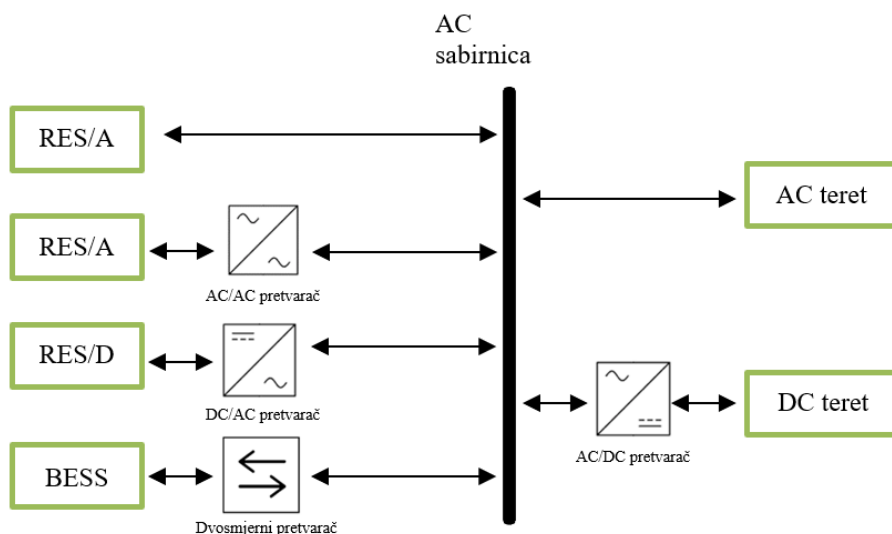 AC
sabirnica
RES/A
AC teret
RES/A
AC/AC pretvarač
RES/D
DC/AC pretvarač
DC teret
AC/DC pretvarač
BESS
Dvosmjerni pretvarač